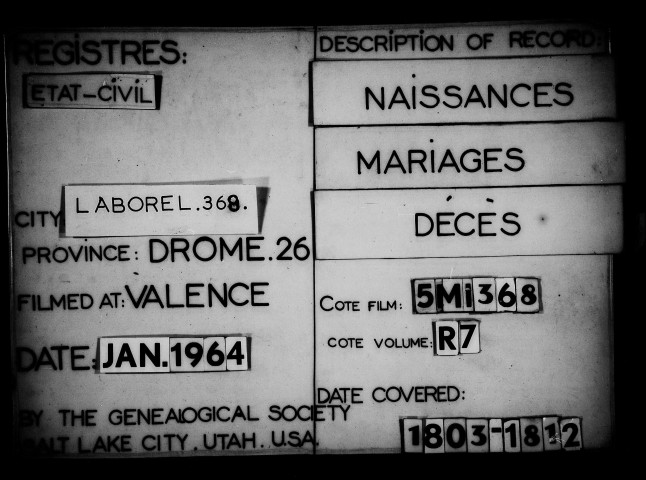 REGISTRES:
ETAT-CIVIL
CITY LABOREL.368.
PROVINCE: DROME.26
FILMED AT: VALENCE
DATE: JAN.1964
BY THE GENEALOGICAL SOCIETY
SALT LAKE CITY, UTAH. U.S.A.
DESCRIPTION OF RECORD:
NAISSANCES
MARIAGES
DÉCÈS
COTE FILM: 5Mi368
COTE VOLUME: R7
DATE COVERED:
1803-1812